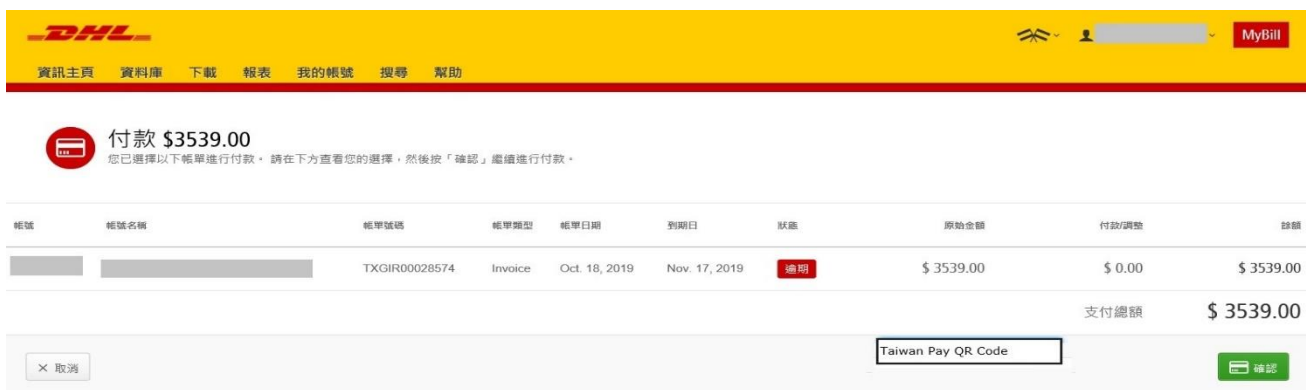 DHL
MyBill
資訊主頁 資料庫 下載 報表 我的帳號 搜尋 幫助
付款 $3539.00
您已選擇以下帳單進行付款。 請在下方查看您的選擇，然後按「確認」繼續進行付款。
帳號 帳號名稱 帳單號碼 帳單類型 帳單日期 到期日 狀態 原始金額 付款/調整 餘額
TXGIR00028574 Invoice Oct. 18, 2019 Nov. 17, 2019 逾期 $ 3539.00 $ 0.00 $ 3539.00
支付總額 $ 3539.00
Taiwan Pay QR Code
× 取消 確認